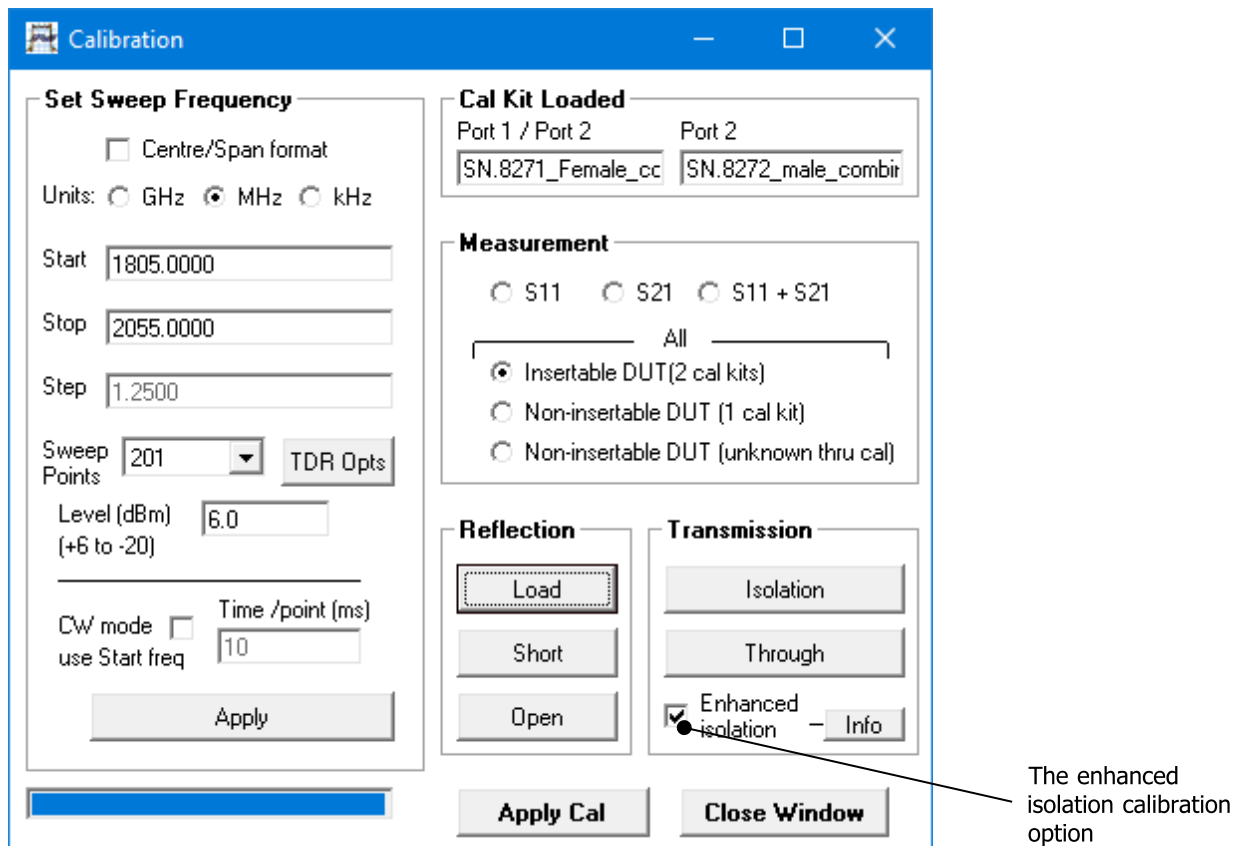 Calibration
Set Sweep Frequency
Centre/Span format
Units: GHz MHz kHz
Start 1805.0000
Stop 2055.0000
Step 1.2500
Sweep
Points
201
TDR Opts
Level (dBm)
(+6 to -20)
6.0
CW mode
use Start freq
Time /point (ms)
10
Apply
Cal Kit Loaded
Port 1 / Port 2
Port 2
SN.8271_Female_cc
SN.8272_male_combir
Measurement
S11 S21 S11 + S21
All
Insertable DUT(2 cal kits)
Non-insertable DUT (1 cal kit)
Non-insertable DUT (unknown thru cal)
Reflection
Load
Short
Open
Transmission
Isolation
Through
Enhanced
isolation
Info
Apply Cal
Close Window
The enhanced
isolation calibration
option